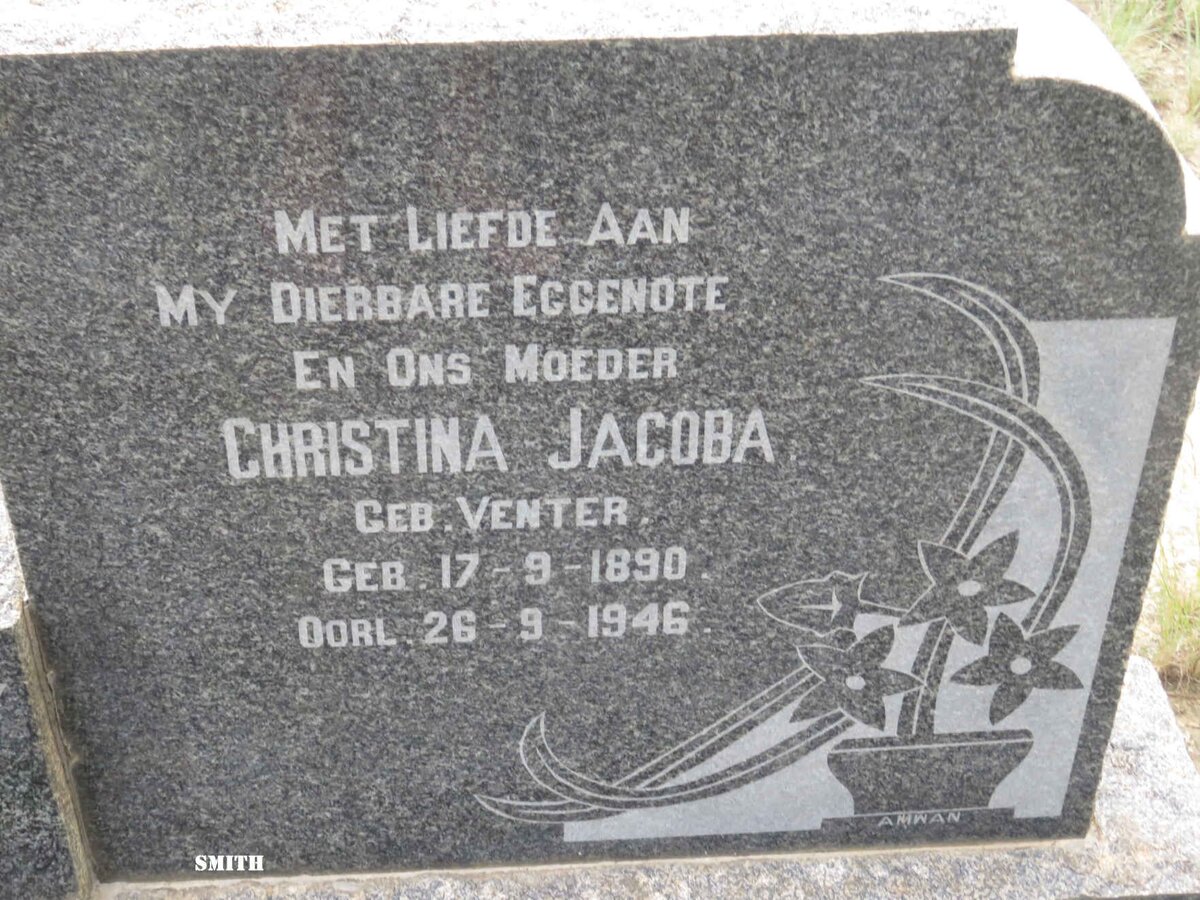 MET LIEFDE AAN
MY DIERBARE EGGENOTE
EN ONS MOEDER
CHRISTINA JACOBA.
GEB. VENTER.
GEB. 17-9-1890.
OORL. 26-9-1946.
AMWAN
SMITH